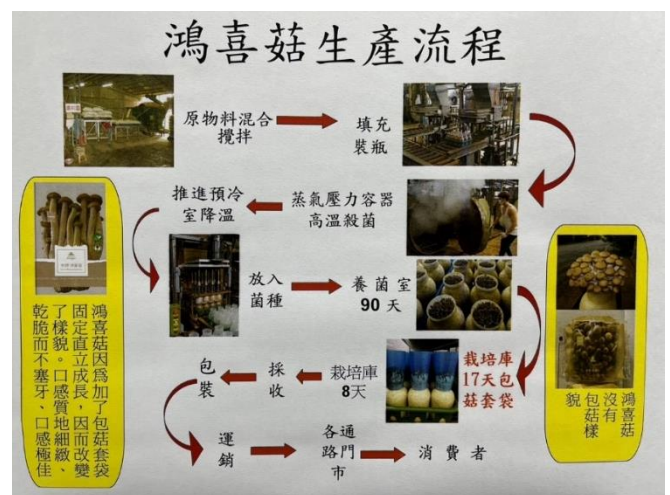 鴻喜菇生產流程
原物料混合
攪拌
填充
裝瓶
蒸氣壓力容器
高溫殺菌
推進預冷
室降溫
放入
菌種
養菌室
90 天
栽培庫
17天包
菇套袋
栽培庫
8天
採
收
包
裝
運
銷
各通
路門
市
消費者
鴻喜菇因為加了包菇套袋
固定直立成長，因而改變
了樣貌。口感質地細緻、
乾脆而不塞牙、口感極佳
鴻喜菇
沒有
包菇樣
貌